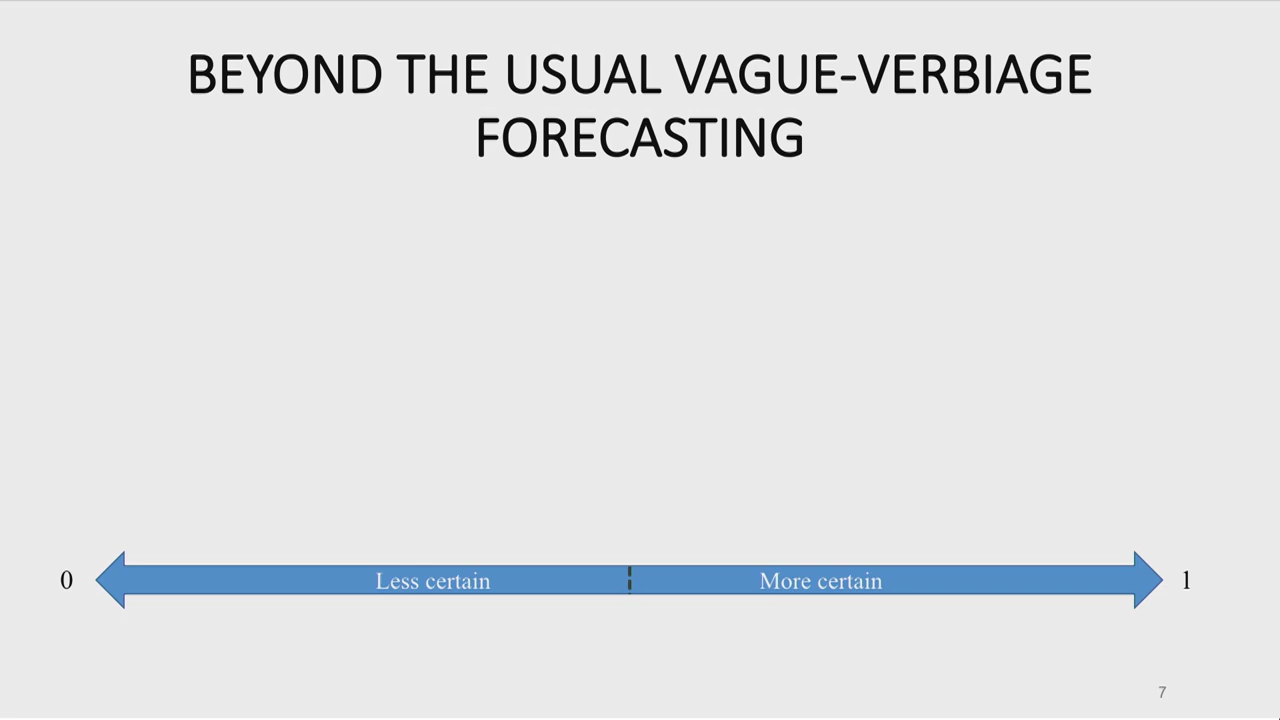 BEYOND THE USUAL VAGUE-VERBIAGE
FORECASTING
0 Less certain More certain 1
7